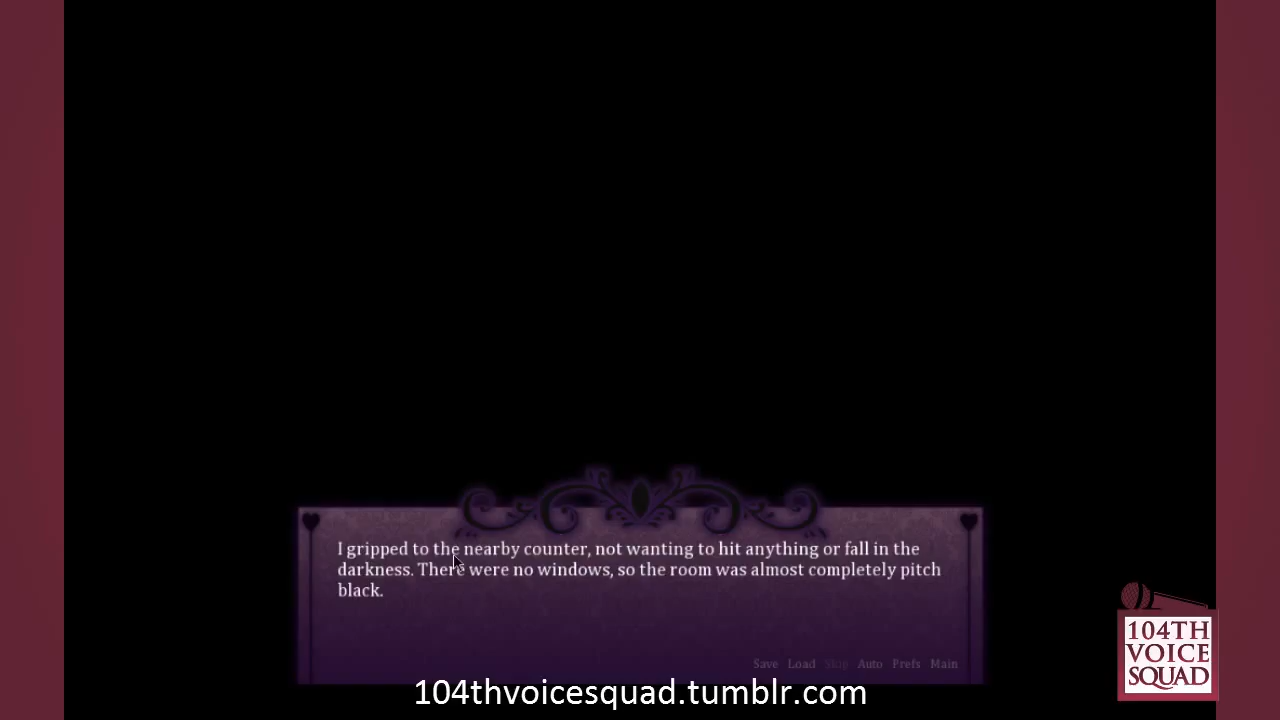 I gripped to the nearby counter, not wanting to hit anything or fall in the
darkness. There were no windows, so the room was almost completely pitch
black.
Save Load Skip Auto Prefs Main
104thvoicesquad.tumblr.com
104TH
VOICE
SQUAD